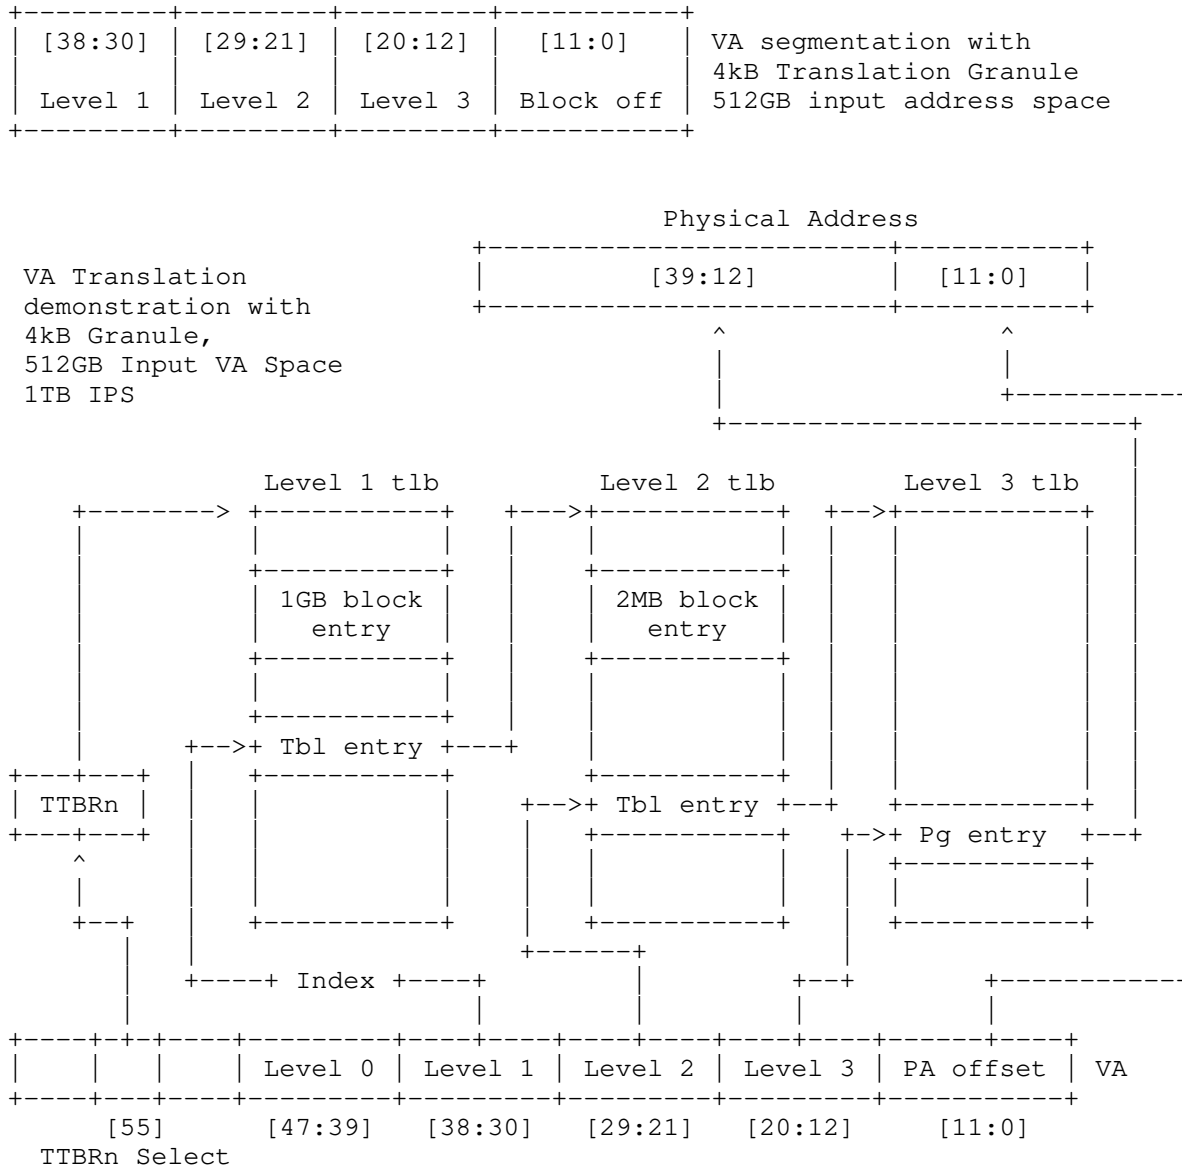 [38:30] [29:21] [20:12] [11:0] VA segmentation with
4kB Translation Granule
Level 1 Level 2 Level 3 Block off 512GB input address space
Physical Address
VA Translation [39:12] [11:0]
demonstration with
4kB Granule,
512GB Input VA Space
1TB IPS
Level 1 tlb Level 2 tlb Level 3 tlb
1GB block 2MB block
entry entry
Tbl entry
TTBRn Tbl entry
Pg entry
Index
Level 0 Level 1 Level 2 Level 3 PA offset VA
[55] [47:39] [38:30] [29:21] [20:12] [11:0]
TTBRn Select